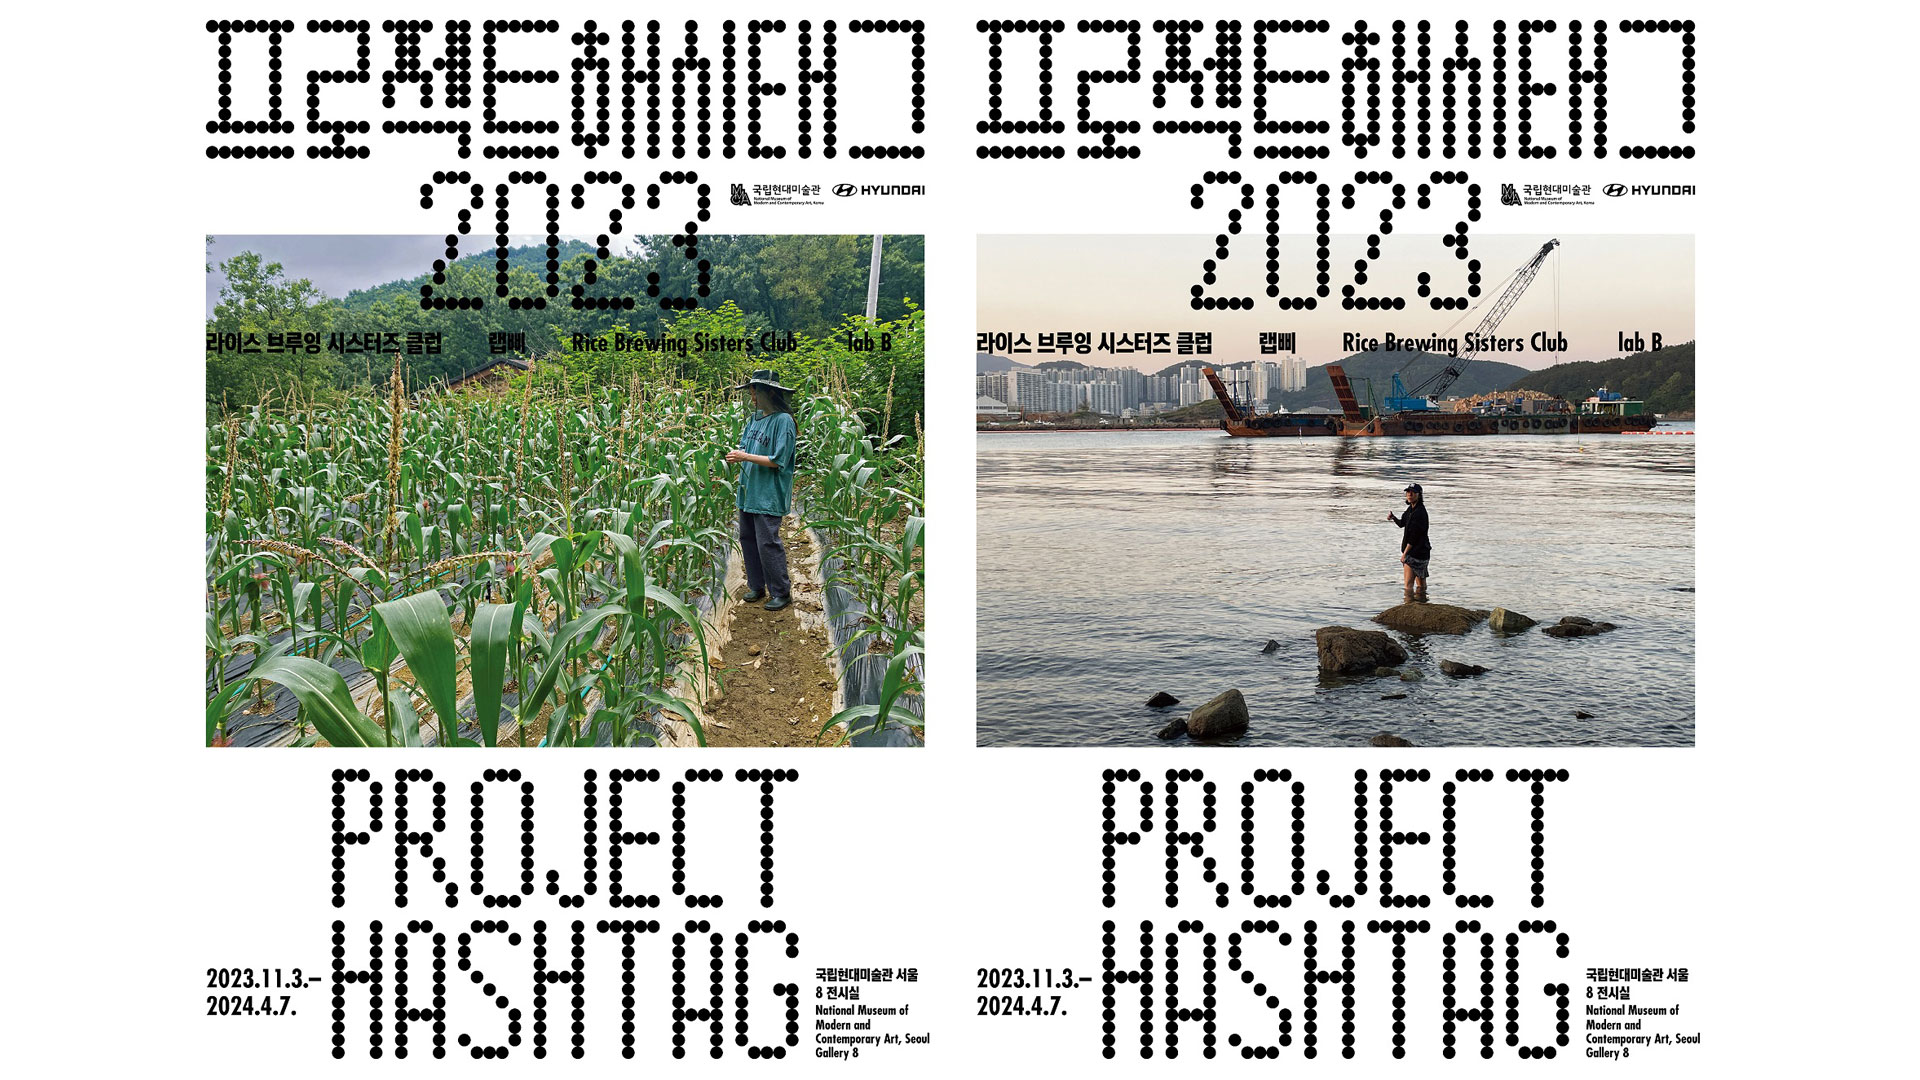 프로젝트해시태그
2023
MMCA 국립현대미술관
National Museum of
Modern and Contemporary Art, Korea
HYUNDAI
라이스 브루잉 시스터즈 클럽 랩삐 Rice Brewing Sisters Club lab B
PROJECT
HASHTAG
2023.11.3.–
2024.4.7.
국립현대미술관 서울
8 전시실
National Museum of
Modern and
Contemporary Art, Seoul
Gallery 8
프로젝트해시태그
2023
MMCA 국립현대미술관
National Museum of
Modern and Contemporary Art, Korea
HYUNDAI
라이스 브루잉 시스터즈 클럽 랩삐 Rice Brewing Sisters Club lab B
PROJECT
HASHTAG
2023.11.3.–
2024.4.7.
국립현대미술관 서울
8 전시실
National Museum of
Modern and
Contemporary Art, Seoul
Gallery 8